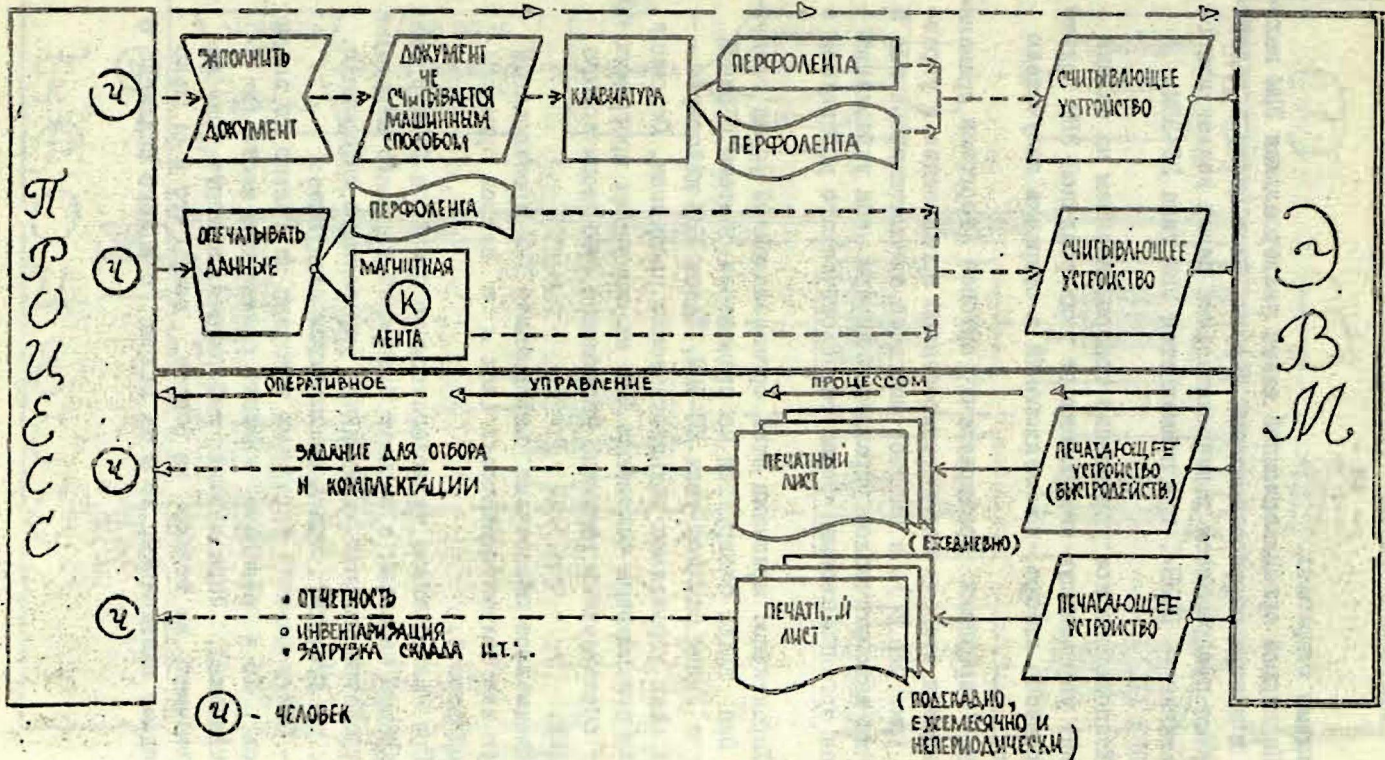 ПРОЦЕСС
Ч
ЗАПОЛНИТЬ
ДОКУМЕНТ
ДОКУМЕНТ
НЕ
СЧИТЫВАЕТСЯ
МАШИННЫМ
СПОСОБОМ
КЛАВИАТУРА
ПЕРФОЛЕНТА
ПЕРФОЛЕНТА
СЧИТЫВАЮЩЕЕ
УСТРОЙСТВО
ЭВМ
Ч
ОПЕЧАТЫВАТЬ
ДАННЫЕ
ПЕРФОЛЕНТА
МАГНИТНАЯ
К
ЛЕНТА
СЧИТЫВАЮЩЕЕ
УСТРОЙСТВО
ОПЕРАТИВНОЕ УПРАВЛЕНИЕ ПРОЦЕССОМ
Ч
ЗАДАНИЕ ДЛЯ ОТБОРА
И КОМПЛЕКТАЦИИ
ПЕЧАТНЫЙ
ЛИСТ
(ЕЖЕДНЕВНО)
ПЕЧАТАЮЩЕЕ
УСТРОЙСТВО
(БЫСТРОДЕЙСТВ)
Ч
• ОТЧЕТНОСТЬ
• ИНВЕНТАРИЗАЦИЯ
• ЗАГРУЗКА СКЛАДА
ЛИСТ
(ПОДЕКАДНО,
ЕЖЕМЕСЯЧНО И
НЕПЕРИОДИЧЕСКИ)
ПЕЧАТАЮЩЕЕ
УСТРОЙСТВО
Ч - ЧЕЛОВЕК